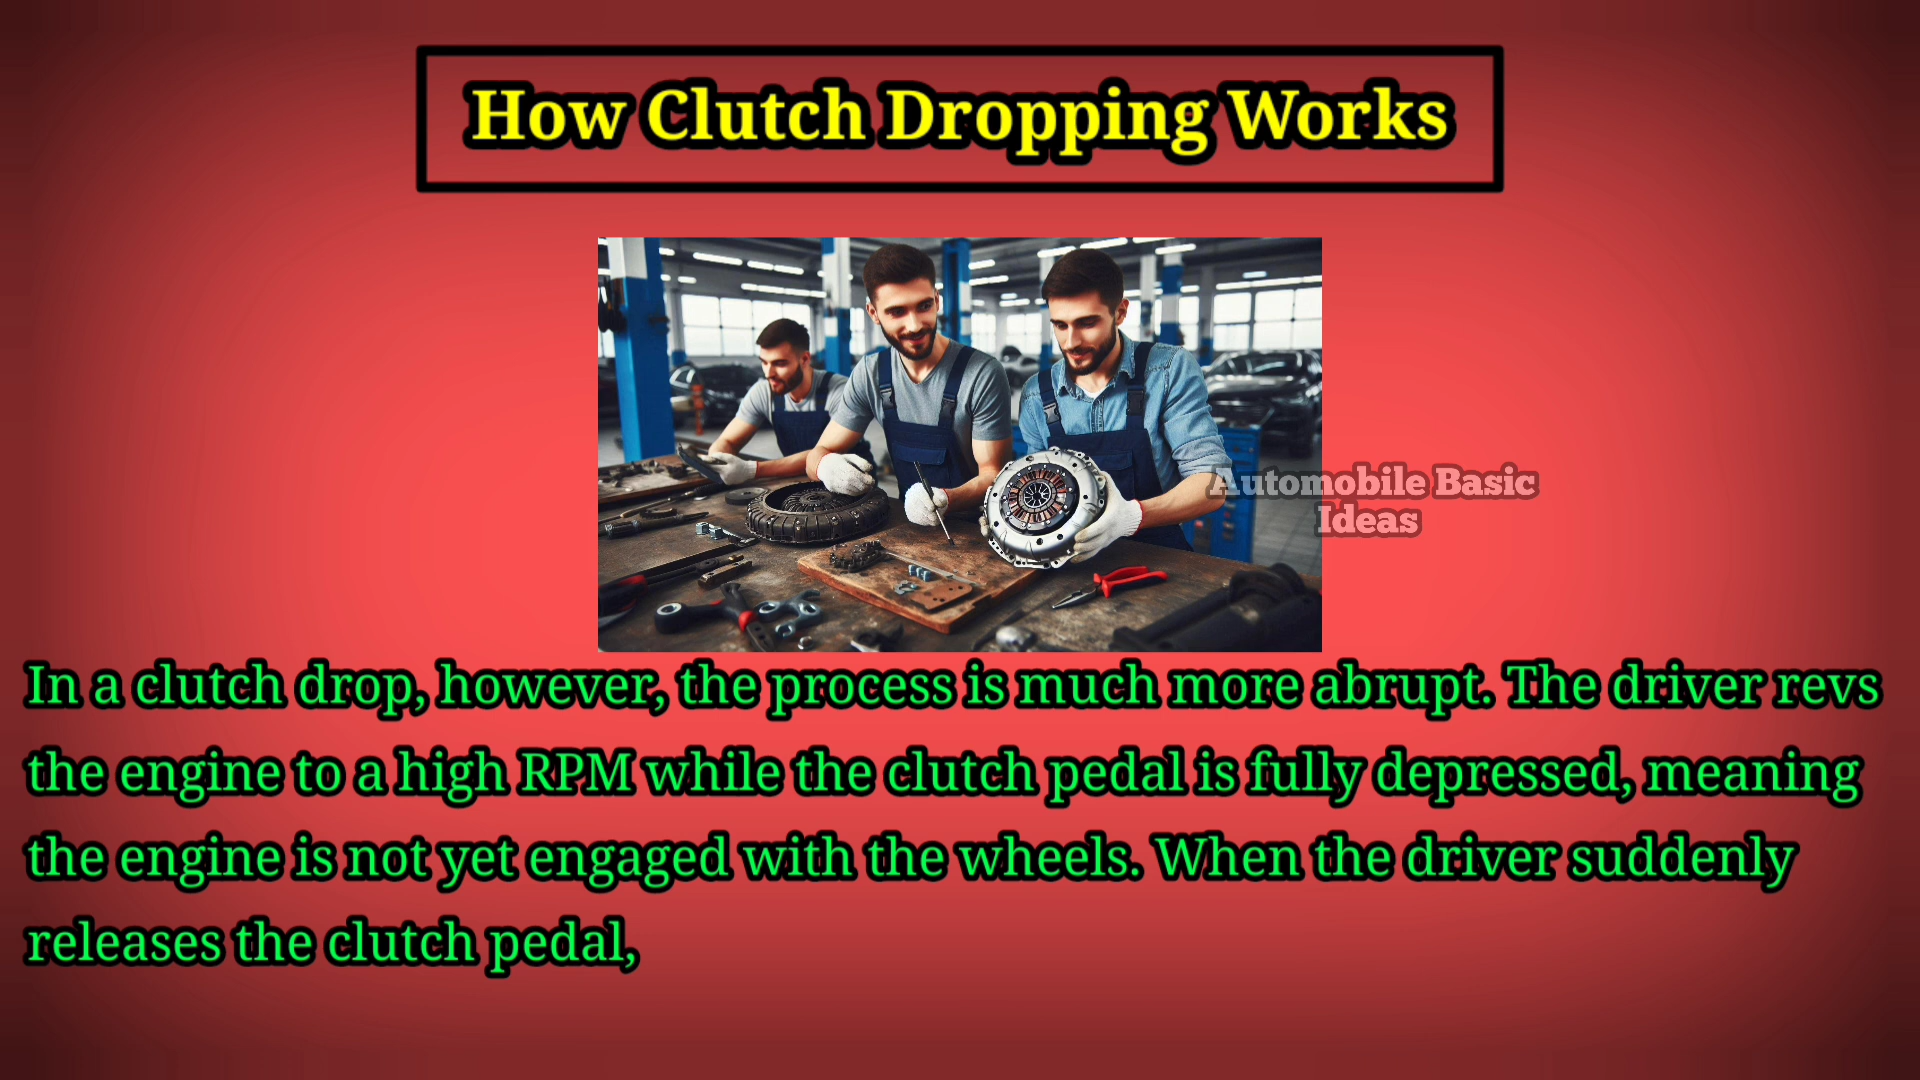 How Clutch Dropping Works
Automobile Basic
Ideas
In a clutch drop, however, the process is much more abrupt. The driver revs
the engine to a high RPM while the clutch pedal is fully depressed, meaning
the engine is not yet engaged with the wheels. When the driver suddenly
releases the clutch pedal,